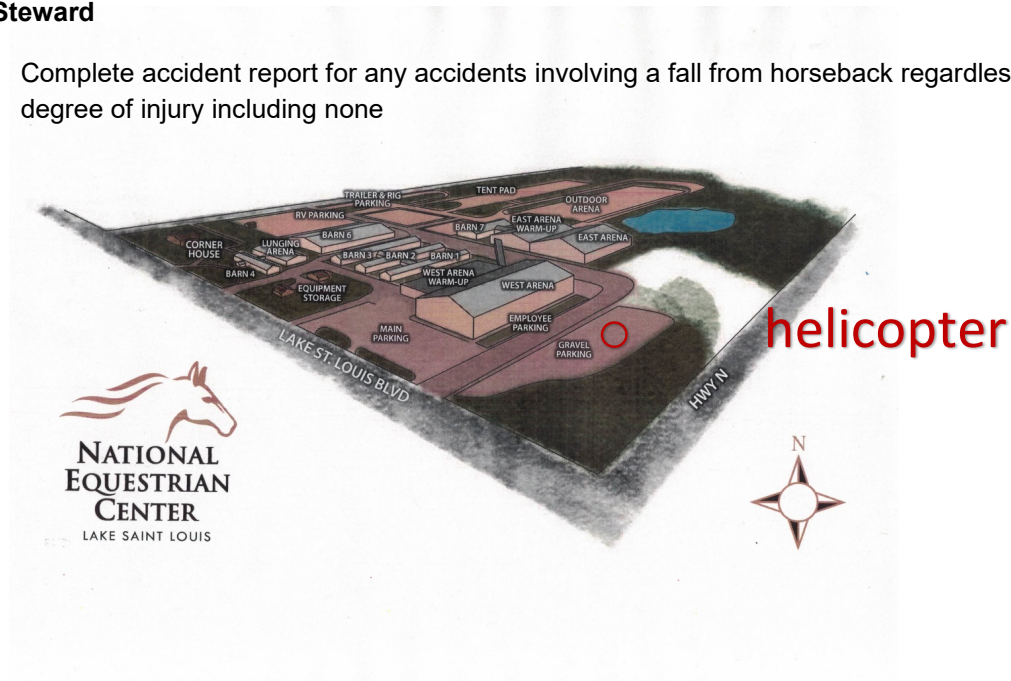 Steward
Complete accident report for any accidents involving a fall from horseback regardles
degree of injury including none
TENT PAD
TRAILER & RIG
PARKING
OUTDOOR
ARENA
RV PARKING
EAST ARENA
WARM-UP
BARN 7
BARN 6
EAST ARENA
CORNER
HOUSE
LUNGING
ARENA
BARN 3
BARN 2
BARN 1
BARN 4
WEST ARENA
WARM-UP
WEST ARENA
EQUIPMENT
STORAGE
EMPLOYEE
PARKING
MAIN
PARKING
GRAVEL
PARKING
helicopter
LAKE ST. LOUIS BLVD
HWY N
NATIONAL
EQUESTRIAN
CENTER
LAKE SAINT LOUIS
N